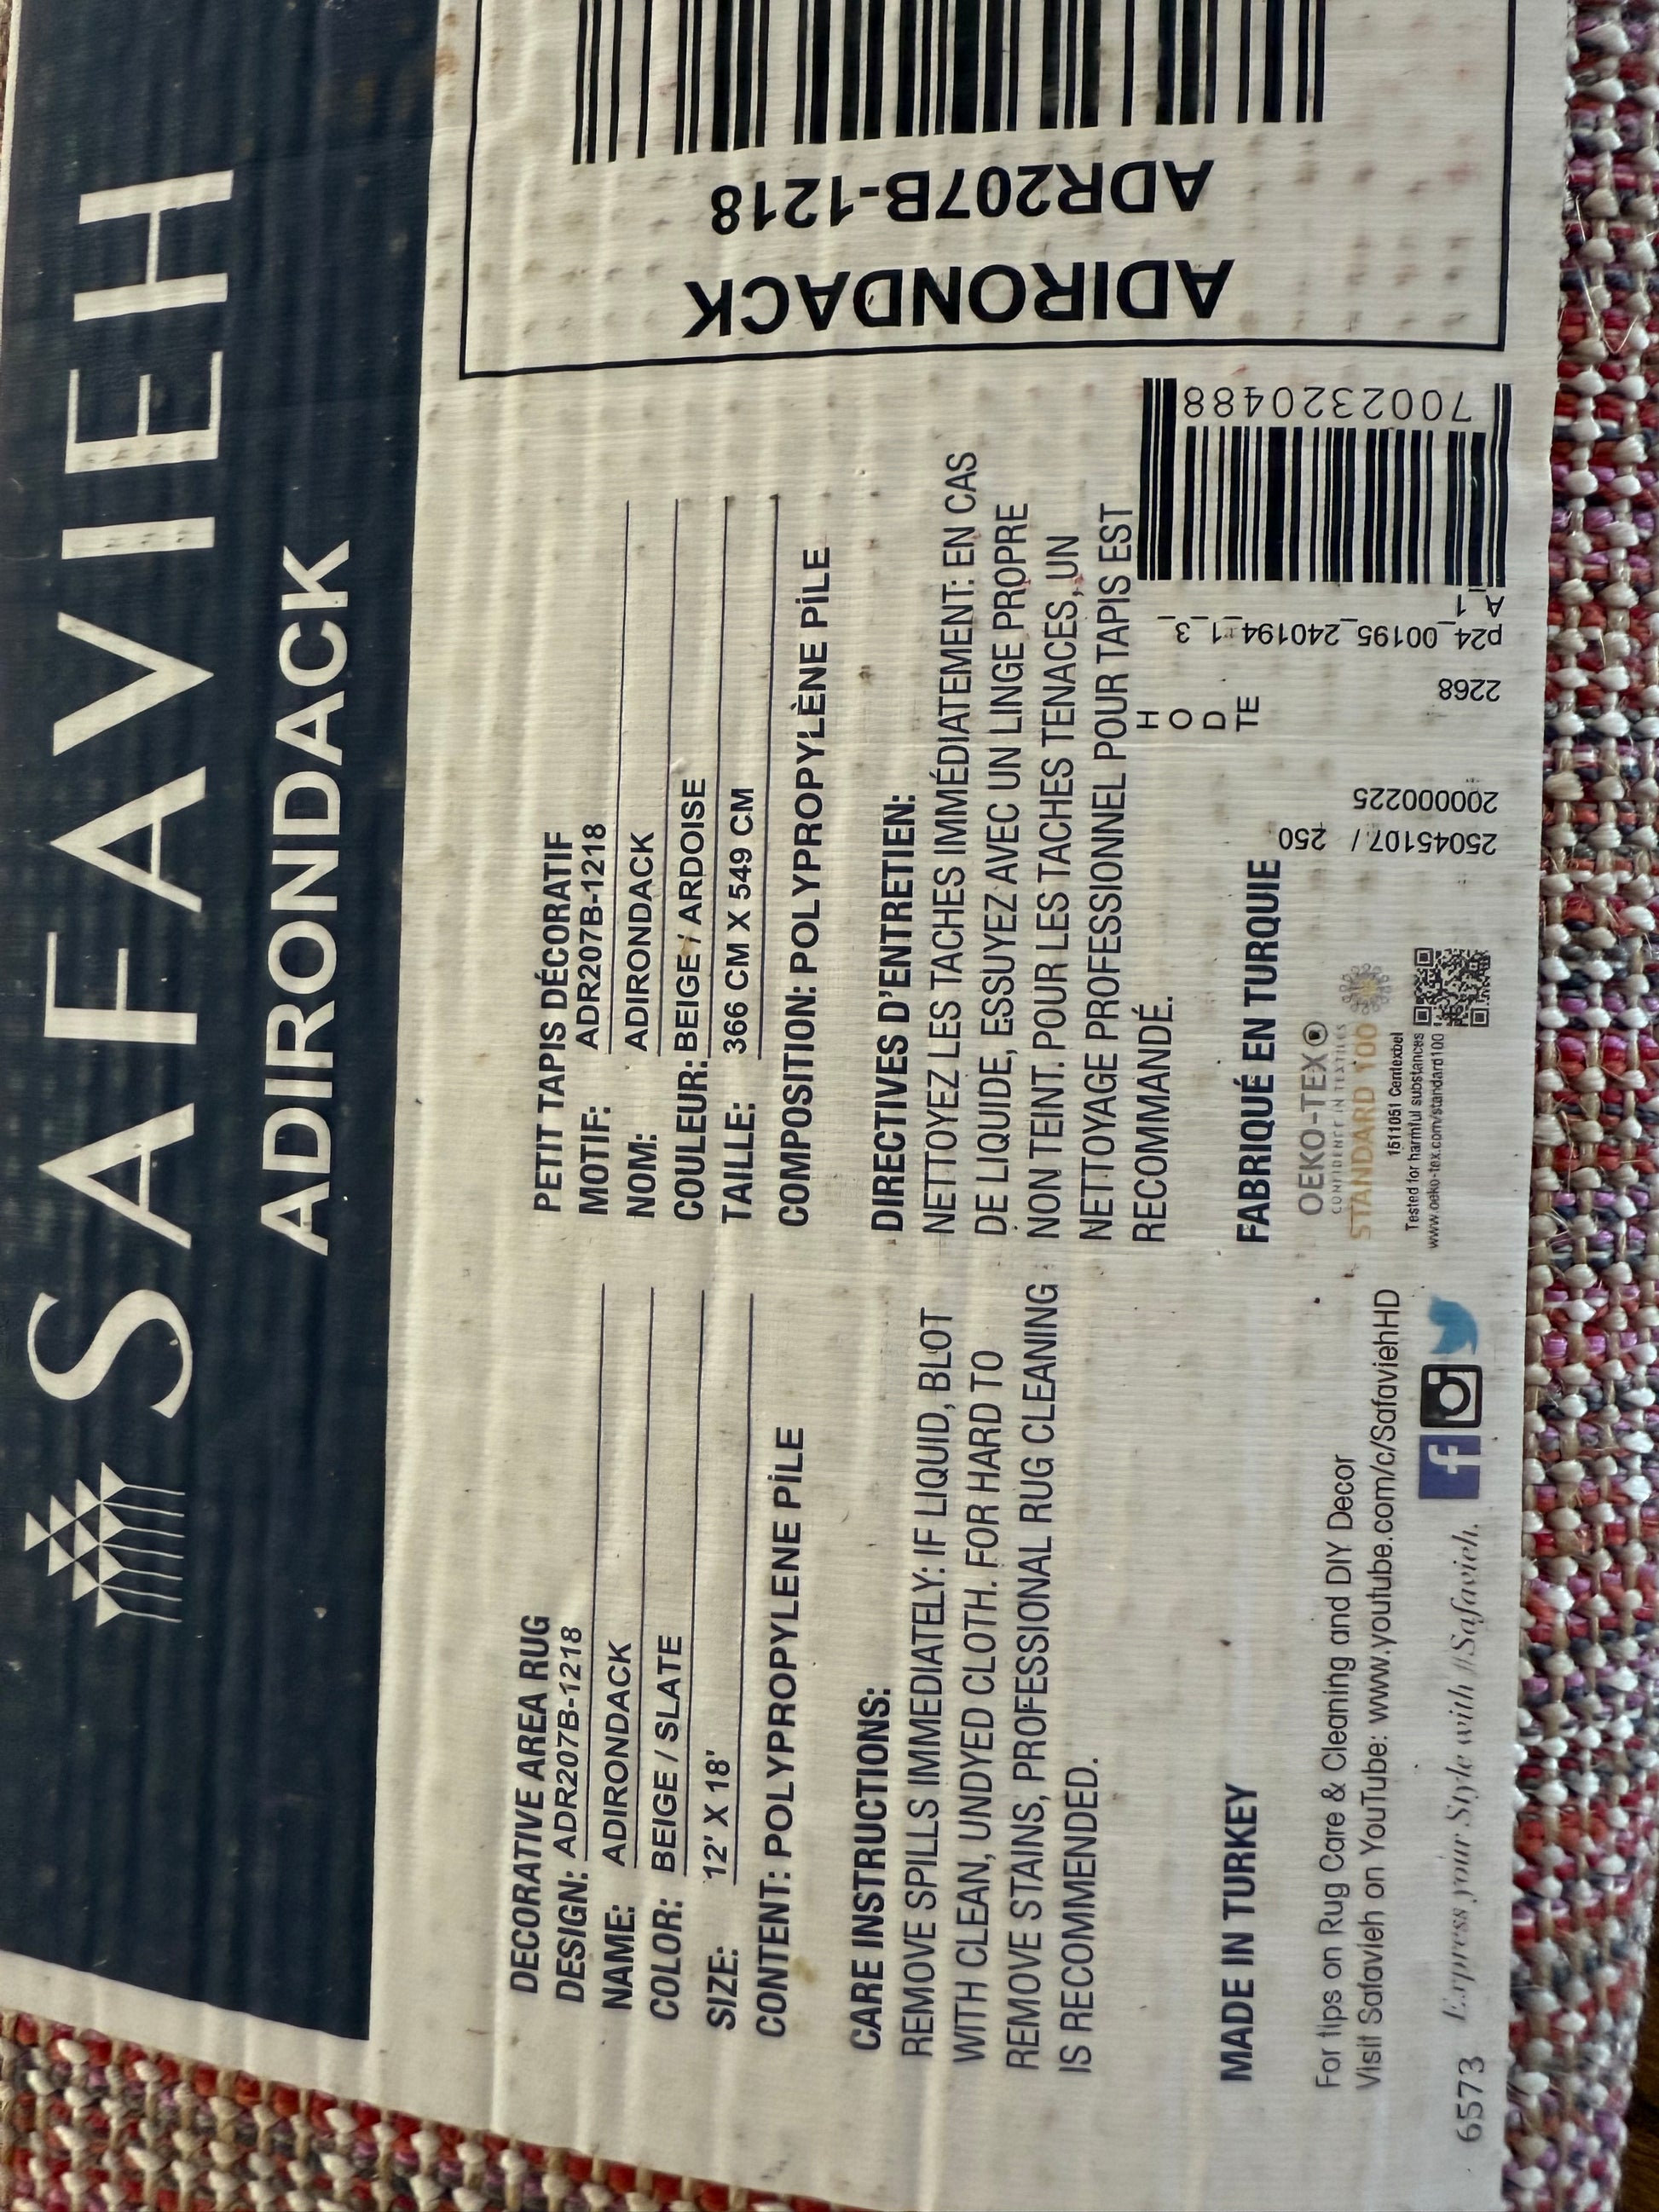 SAFAVIEH
ADIRONDACK
DECORATIVE AREA RUG
DESIGN: ADR207B-1218
NAME: ADIRONDACK
COLOR: BEIGE / SLATE
SIZE: 12' X 18'
CONTENT: POLYPROPYLENE PİLE
CARE INSTRUCTIONS:
REMOVE SPILLS IMMEDIATELY: IF LIQUID, BLOT
WITH CLEAN, UNDYED CLOTH. FOR HARD TO
REMOVE STAINS, PROFESSIONAL RUG CLEANING
IS RECOMMENDED.
MADE IN TURKEY
For tips on Rug Care & Cleaning and DIY Decor
Visit Safavieh on YouTube: www.youtube.com/c/SafaviehHD
6573 Express your Style with #Safavieh.
PETIT TAPIS DÉCORATIF
MOTIF: ADR207B-1218
NOM: ADIRONDACK
COULEUR: BEIGE / ARDOISE
TAILLE: 366 CM X 549 CM
COMPOSITION: POLYPROPYLÈNE PİLE
DIRECTIVES D'ENTRETIEN:
NETTOYEZ LES TACHES IMMÉDIATEMENT: EN CAS
DE LIQUIDE, ESSUYEZ AVEC UN LINGE PROPRE
NON TEINT. POUR LES TACHES TENACES, UN
NETTOYAGE PROFESSIONNEL POUR TAPIS EST
RECOMMANDÉ.
FABRIQUÉ EN TURQUIE
OEKO-TEX
CONFIDENCE IN TEXTILES
STANDARD 100
1511051 Centexbel
Tested for harmful substances
www.oeko-tex.com/standard100
H
O
D
TE
25045107 / 250
20000225
2268
p24_00195_240194_1_3_
A_1
7002320488
ADIRONDACK
ADR207B-1218